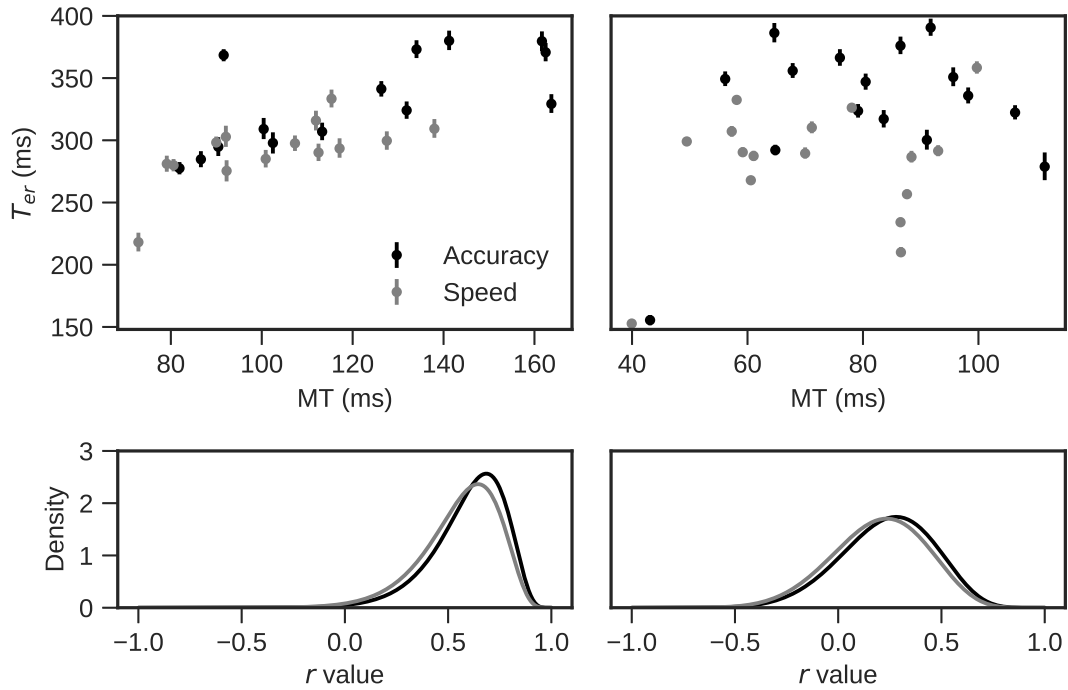 400
350
300
250
200
150
T_er (ms)
Accuracy
Speed
80 100 120 140 160
MT (ms)
40 60 80 100
MT (ms)
3
2
1
0
Density
−1.0 −0.5 0.0 0.5 1.0
r value
−1.0 −0.5 0.0 0.5 1.0
r value